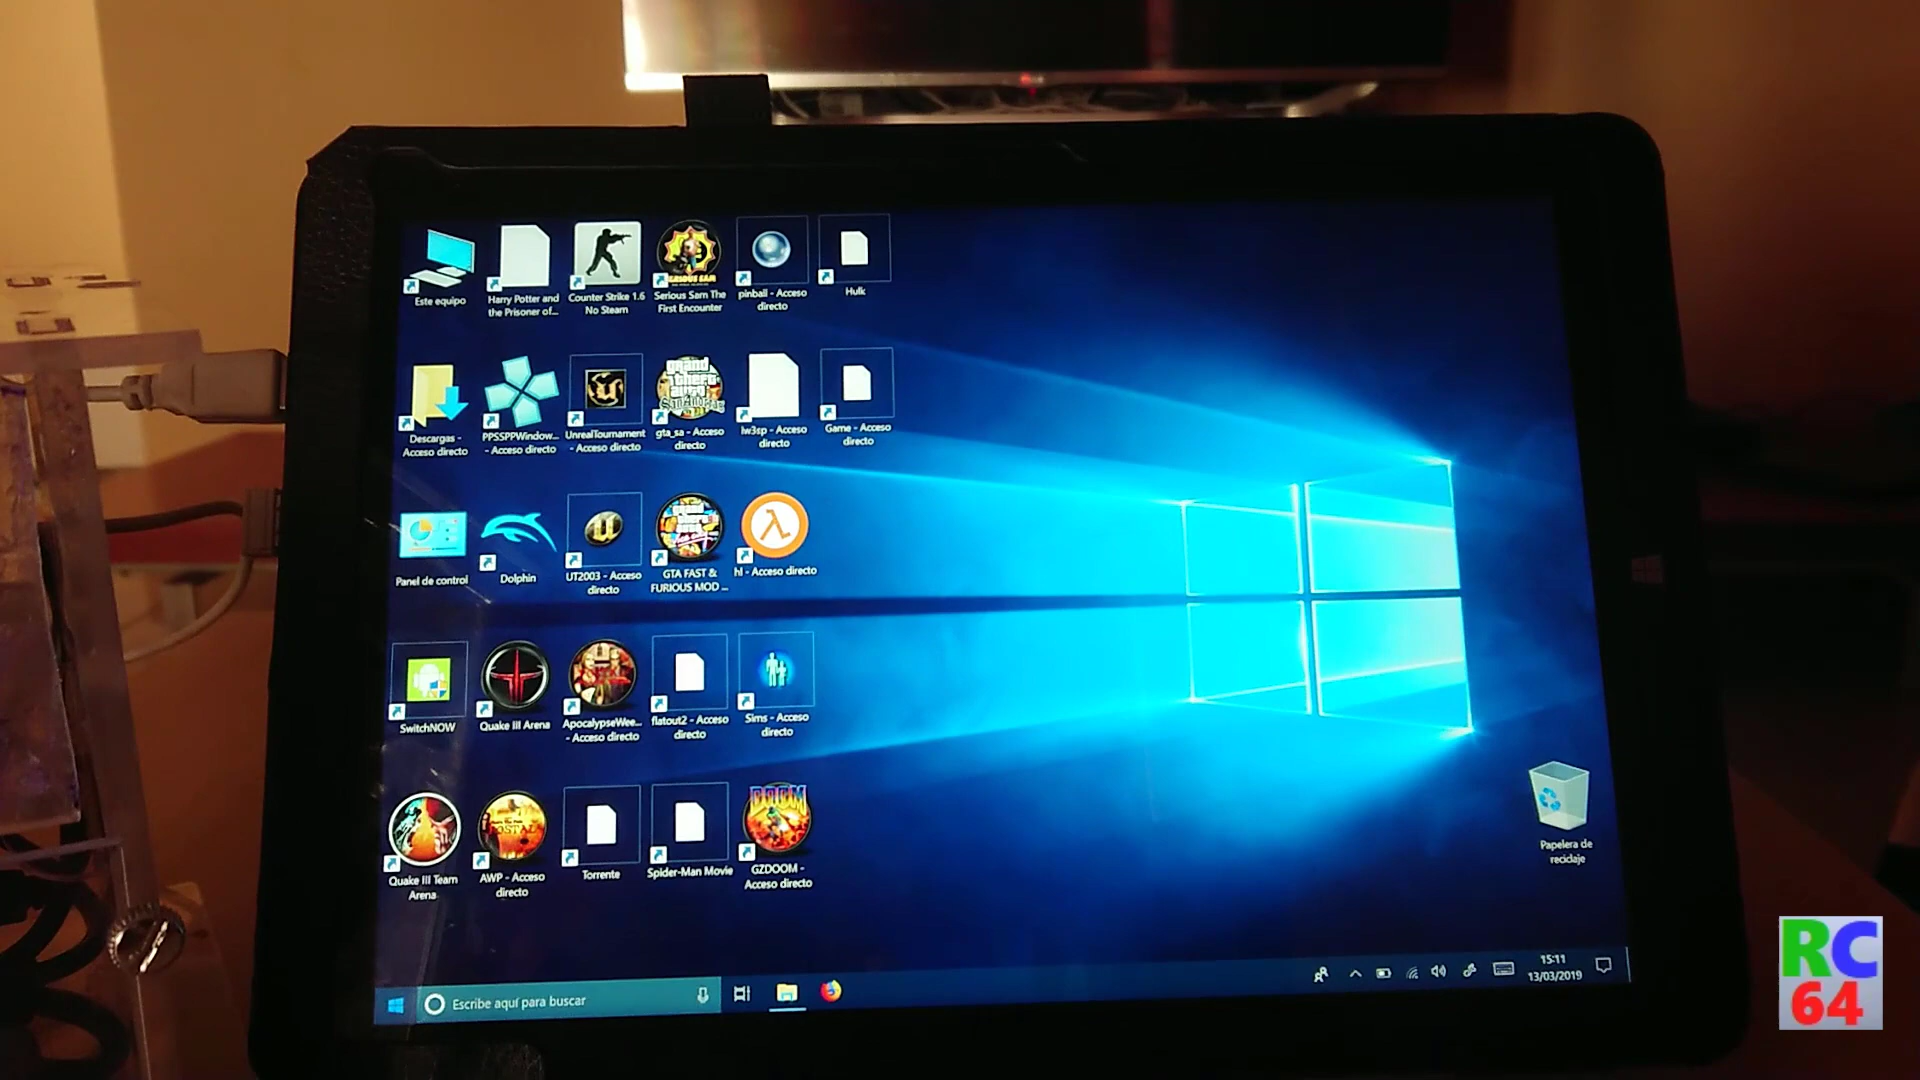 Este equipo
Harry Potter and
the Prisoner of...
Counter Strike 1.6
No Steam
Serious Sam The
First Encounter
pinball - Acceso
directo
Hulk
Descargas -
Acceso directo
PPSSPPWindow...
- Acceso directo
UnrealTournament
- Acceso directo
gta_sa - Acceso
directo
lw3sp - Acceso
directo
Game - Acceso
directo
Panel de control
Dolphin
UT2003 - Acceso
directo
GTA FAST &
FURIOUS MOD ...
hl - Acceso directo
SwitchNOW
Quake III Arena
ApocalypseWee...
- Acceso directo
flatout2 - Acceso
directo
Sims - Acceso
directo
Quake III Team
Arena
AWP - Acceso
directo
Torrente
Spider-Man Movie
DOOM
GZDOOM -
Acceso directo
Papelera de
reciclaje
Escribe aquí para buscar
15:11
13/03/2019
RC
64